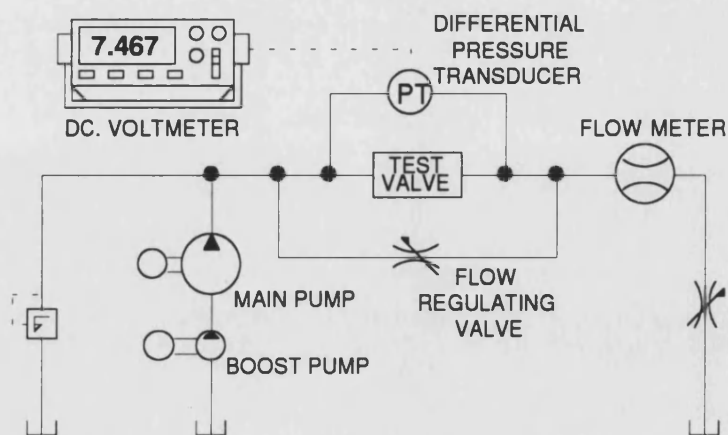 7.467
DC. VOLTMETER
DIFFERENTIAL
PRESSURE
TRANSDUCER
PT
FLOW METER
TEST
VALVE
FLOW
REGULATING
VALVE
MAIN PUMP
BOOST PUMP